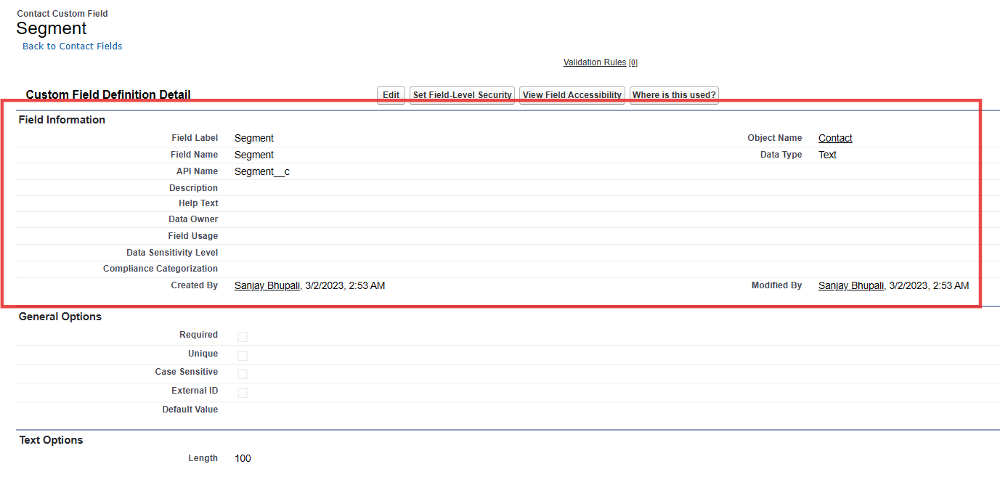 Contact Custom Field
Segment
Back to Contact Fields
Validation Rules [0]
Custom Field Definition Detail
Edit Set Field-Level Security View Field Accessibility Where is this used?
Field Information
Field Label Segment Object Name Contact
Field Name Segment Data Type Text
API Name Segment__c
Description
Help Text
Data Owner
Field Usage
Data Sensitivity Level
Compliance Categorization
Created By Sanjay Bhupali, 3/2/2023, 2:53 AM Modified By Sanjay Bhupali, 3/2/2023, 2:53 AM
General Options
Required
Unique
Case Sensitive
External ID
Default Value
Text Options
Length 100